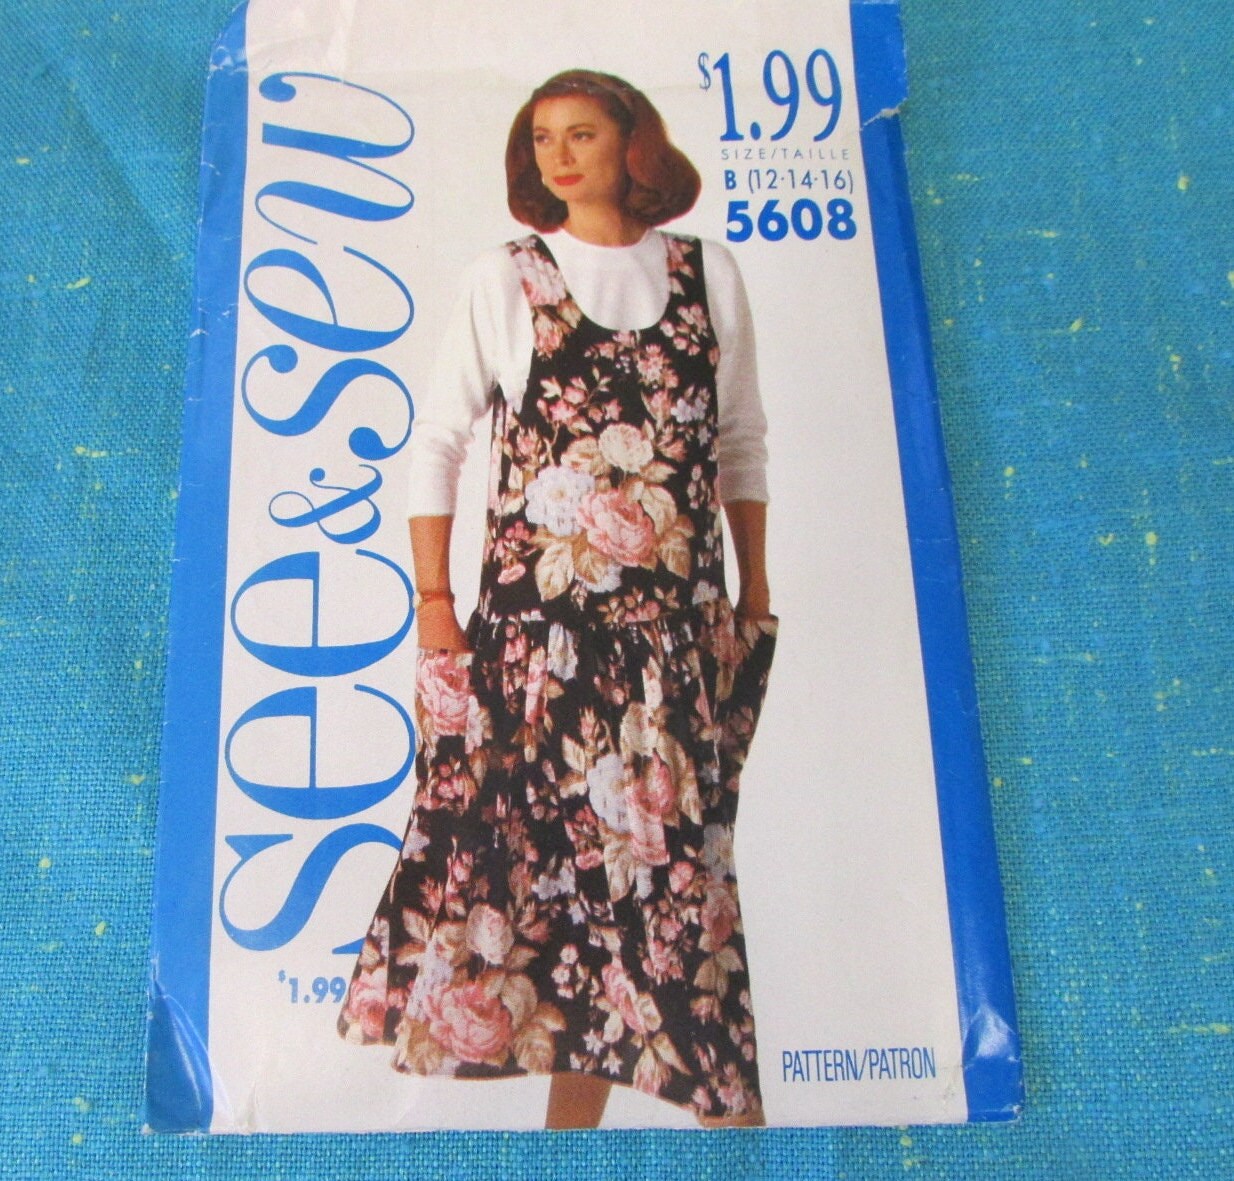 See & Sew
$1.99
SIZE/TAILLE
B (12-14-16)
5608
$1.99
PATTERN/PATRON